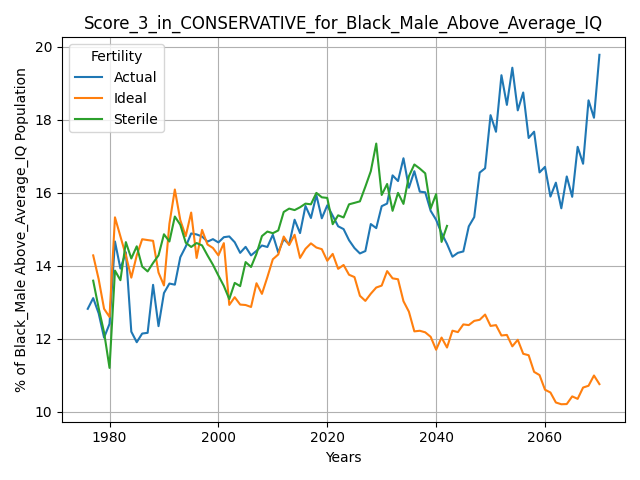 Score_3_in_CONSERVATIVE_for_Black_Male_Above_Average_IQ
Fertility
Actual
Ideal
Sterile
% of Black_Male Above_Average_IQ Population
20
18
16
14
12
10
1980
2000
2020
2040
2060
Years